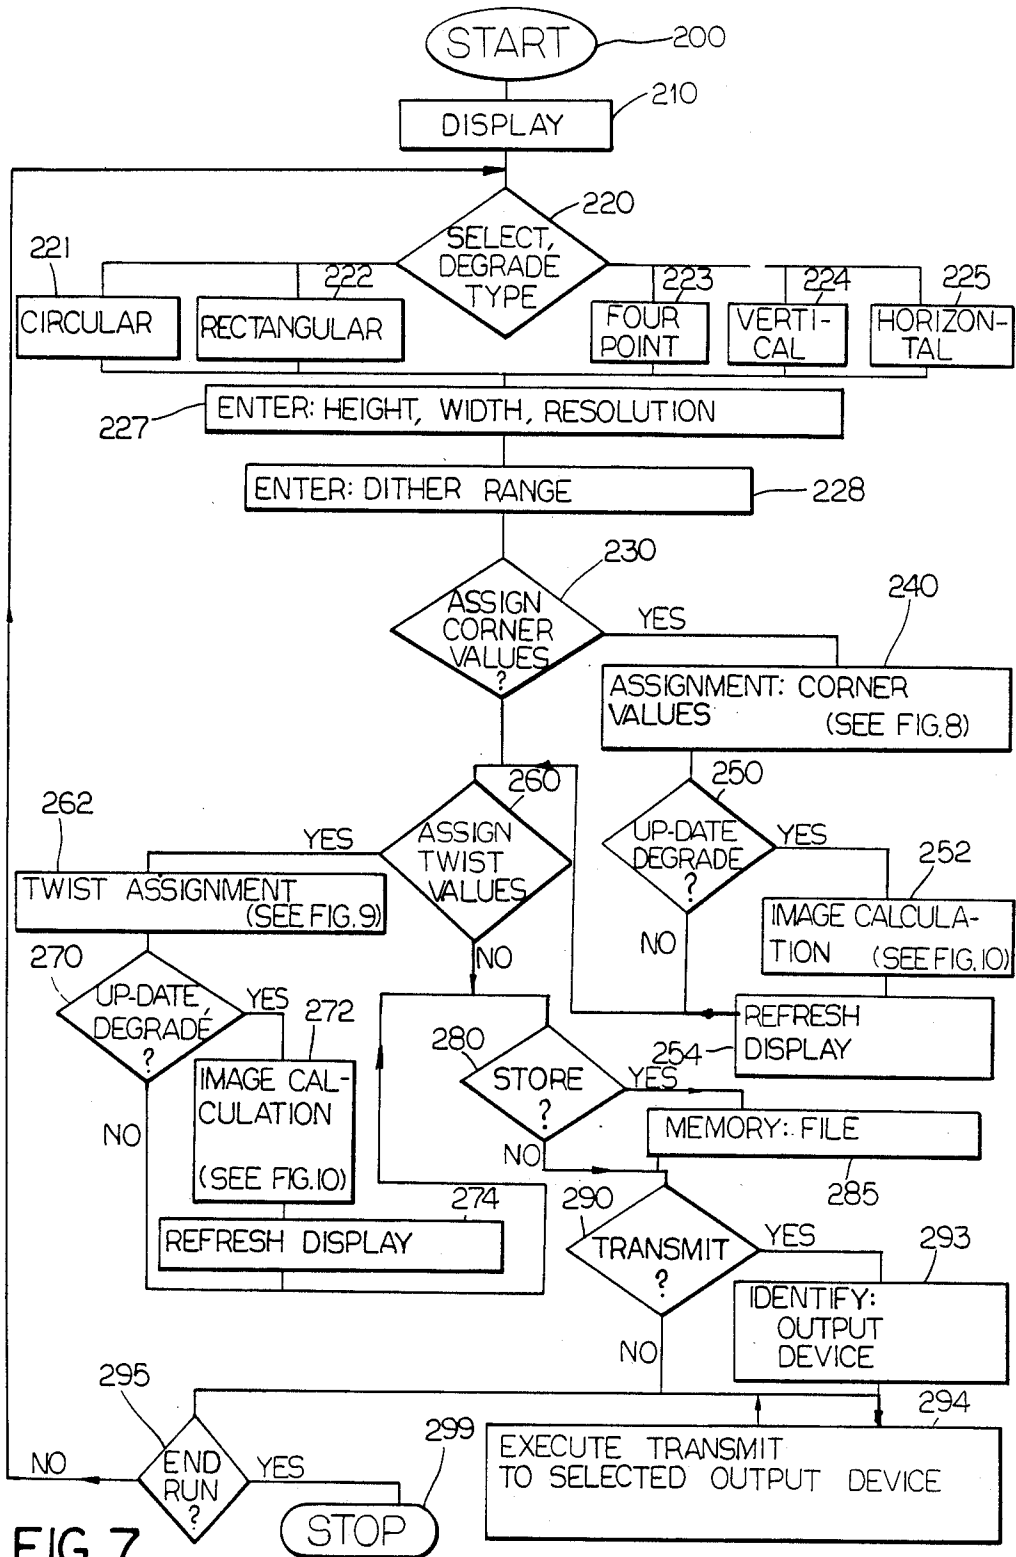 START
200
210
DISPLAY
220
SELECT,
DEGRADE
TYPE
221
222
223
224
225
CIRCULAR
RECTANGULAR
FOUR
POINT
VERTI-
CAL
HORIZON-
TAL
227
ENTER: HEIGHT, WIDTH, RESOLUTION
ENTER: DITHER RANGE
228
230
ASSIGN
CORNER
VALUES
?
YES
240
ASSIGNMENT: CORNER
VALUES (SEE FIG.8)
260
250
262
YES
ASSIGN
TWIST
VALUES
UP-DATE
DEGRADE
?
YES
252
TWIST ASSIGNMENT
(SEE FIG.9)
IMAGE CALCULA-
TION (SEE FIG.10)
NO
NO
270
UP-DATE,
DEGRADÉ
?
YES
272
REFRESH
DISPLAY
254
280
STORE
?
YES
IMAGE CAL-
CULATION
(SEE FIG.10)
NO
MEMORY: FILE
285
NO
274
REFRESH DISPLAY
290
TRANSMIT
?
YES
293
IDENTIFY:
OUTPUT
DEVICE
NO
295
294
END
RUN
?
NO
YES
299
STOP
EXECUTE TRANSMIT
TO SELECTED OUTPUT DEVICE
FIG.7